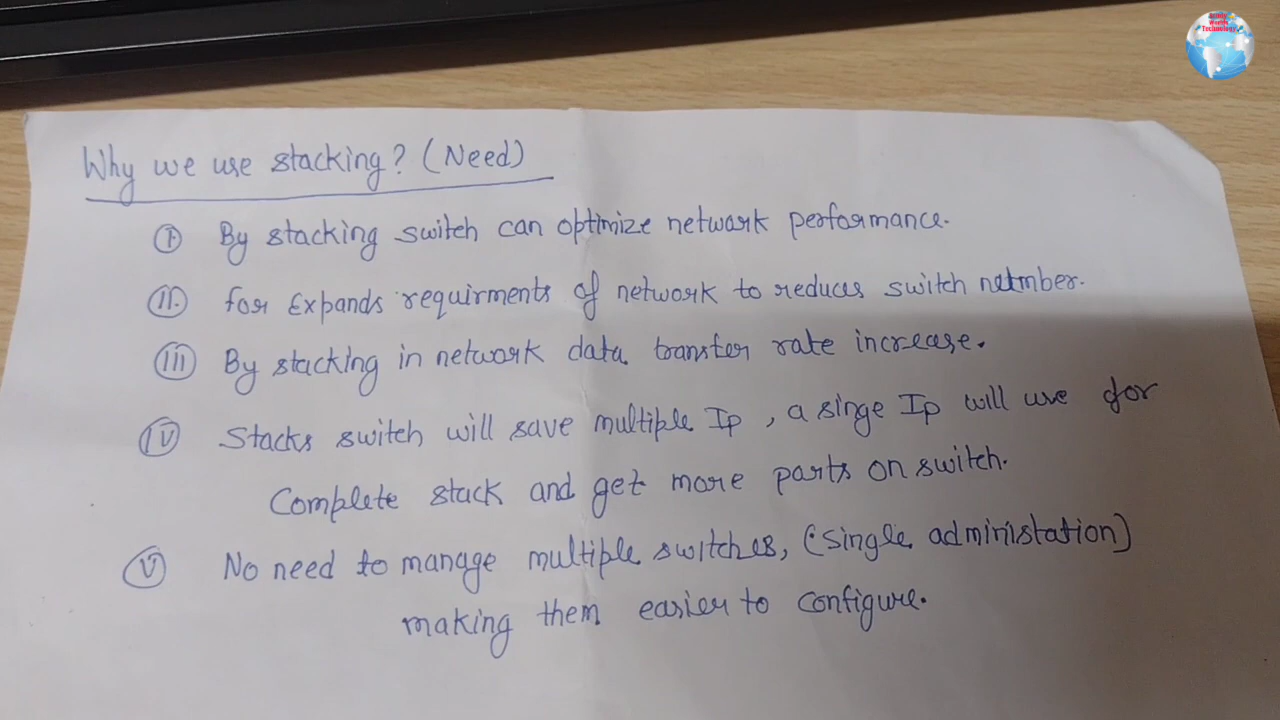 Why we use stacking? (Need)
I By stacking switch can optimize network performance.
II. for Expands requirments of network to reduces switch number.
III By stacking in network data transfer rate increase.
IV Stacks switch will save multiple Ip, a singe Ip will use for
Complete stack and get more parts on switch.
V No need to manage multiple switches, (single administation)
making them easier to configure.
World
Technology